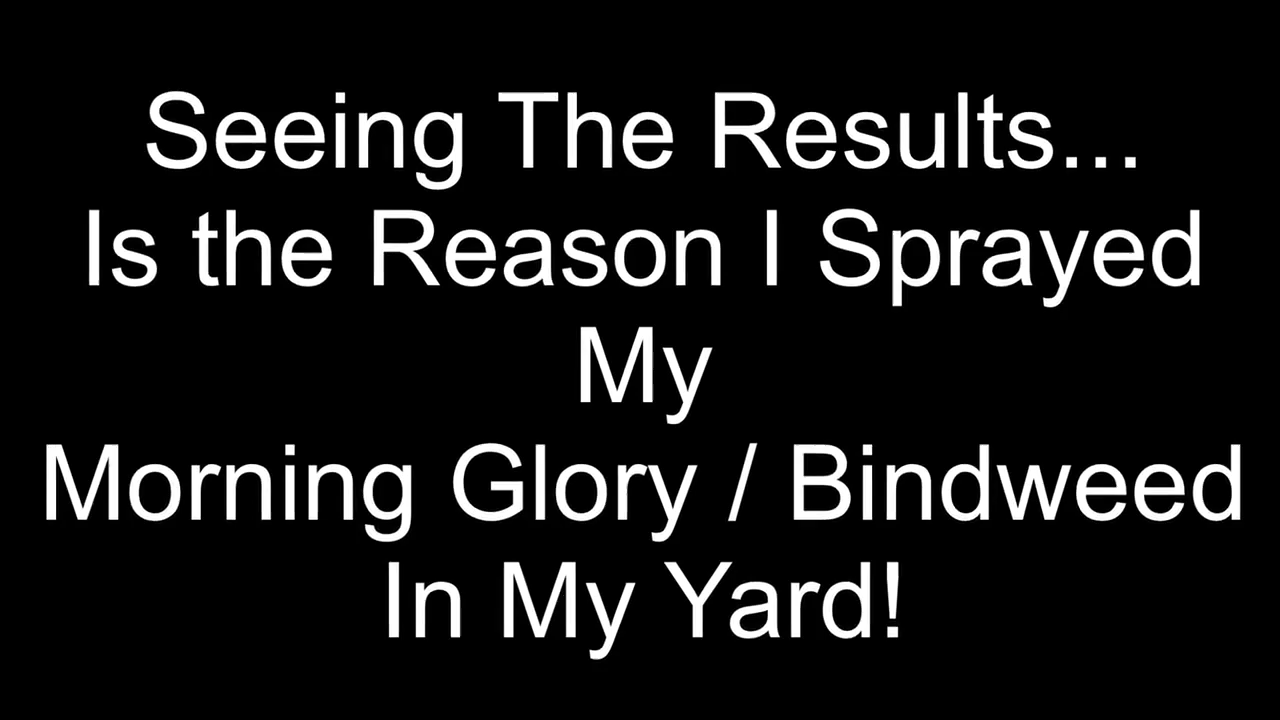 Seeing The Results...
Is the Reason I Sprayed
My
Morning Glory / Bindweed
In My Yard!